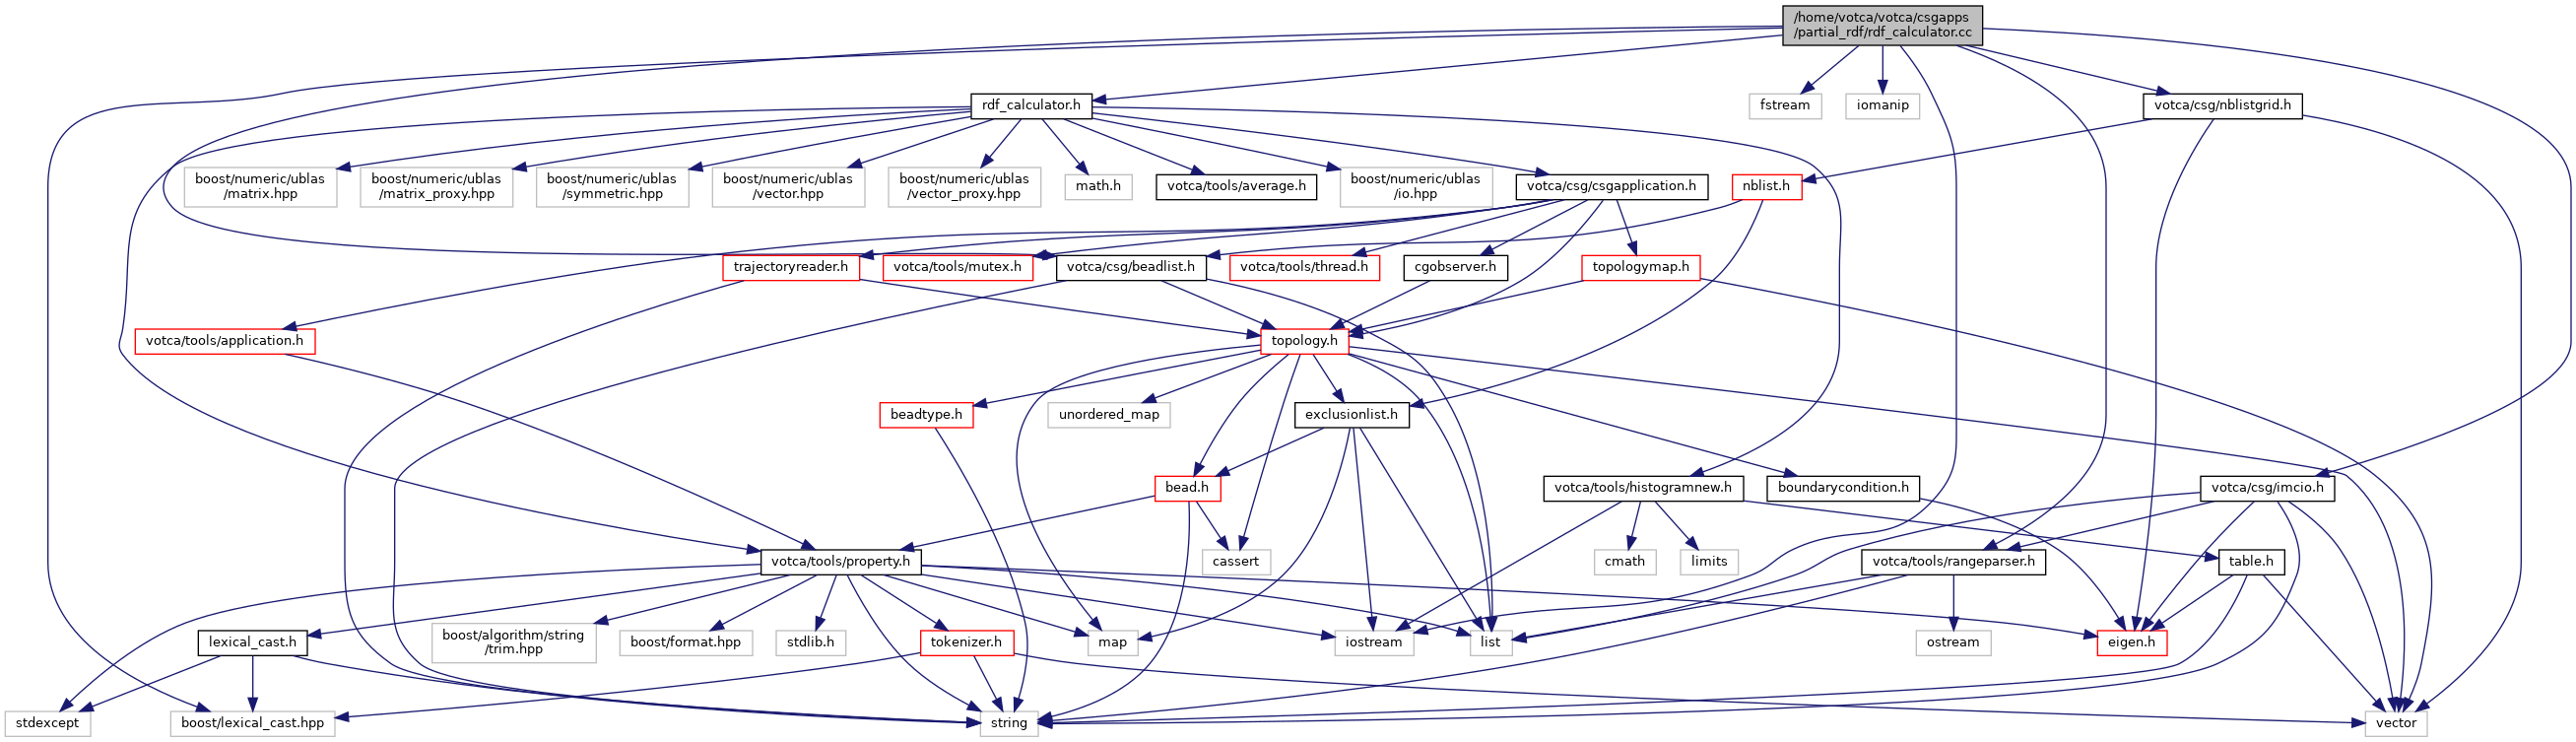 /home/votca/votca/csgapps
/partial_rdf/rdf_calculator.cc
rdf_calculator.h
fstream
iomanip
votca/csg/nblistgrid.h
boost/numeric/ublas
/matrix.hpp
boost/numeric/ublas
/matrix_proxy.hpp
boost/numeric/ublas
/symmetric.hpp
boost/numeric/ublas
/vector.hpp
boost/numeric/ublas
/vector_proxy.hpp
math.h
votca/tools/average.h
boost/numeric/ublas
/io.hpp
votca/csg/csgapplication.h
nblist.h
trajectoryreader.h
votca/tools/mutex.h
votca/csg/beadlist.h
votca/tools/thread.h
cgobserver.h
topologymap.h
votca/tools/application.h
topology.h
beadtype.h
unordered_map
exclusionlist.h
bead.h
votca/tools/histogramnew.h
boundarycondition.h
votca/csg/imcio.h
votca/tools/property.h
cassert
cmath
limits
votca/tools/rangeparser.h
table.h
lexical_cast.h
boost/algorithm/string
/trim.hpp
boost/format.hpp
stdlib.h
tokenizer.h
map
iostream
list
ostream
eigen.h
stdexcept
boost/lexical_cast.hpp
string
vector